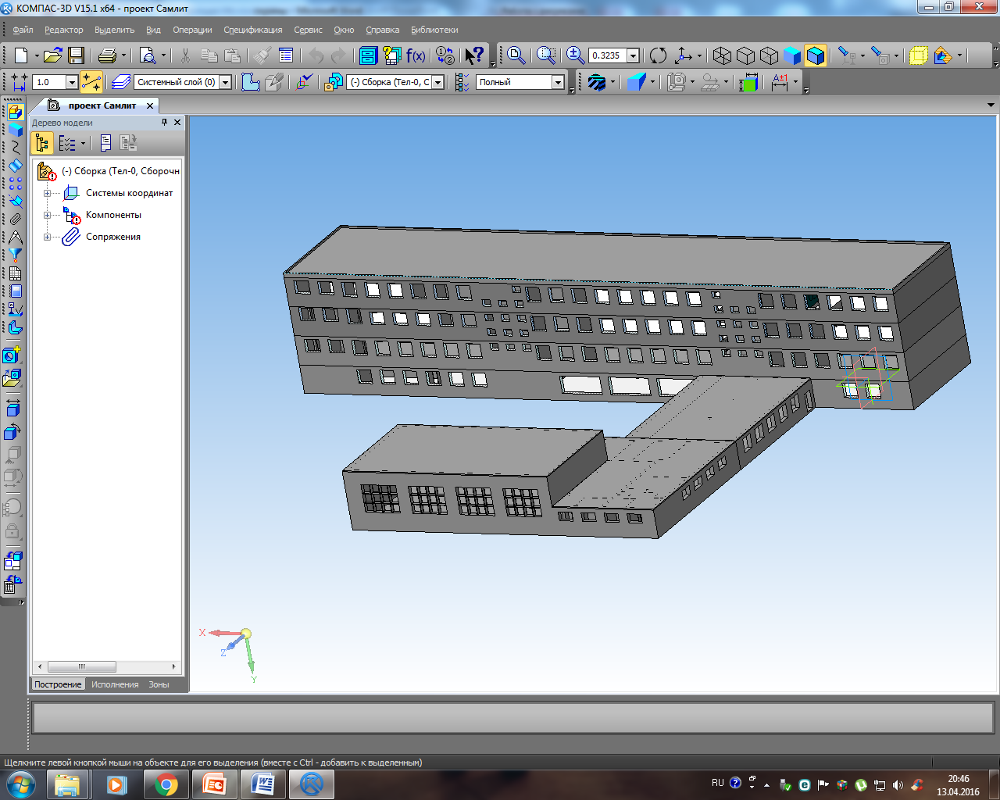 КОМПАС-3D V15.1 x64 - проект Самлит
Файл Редактор Выделить Вид Операции Спецификация Сервис Окно Справка Библиотеки
f(x) 0.3235
1.0 Системный слой (0) (-) Сборка (Тел-0, С Полный
проект Самлит
Дерево модели
(-) Сборка (Тел-0, Сборочн
Системы координат
Компоненты
Сопряжения
X
Z
Y
Построение Исполнения Зоны
Щелкните левой кнопкой мыши на объекте для его выделения (вместе с Ctrl - добавить к выделенным)
RU
20:46
13.04.2016